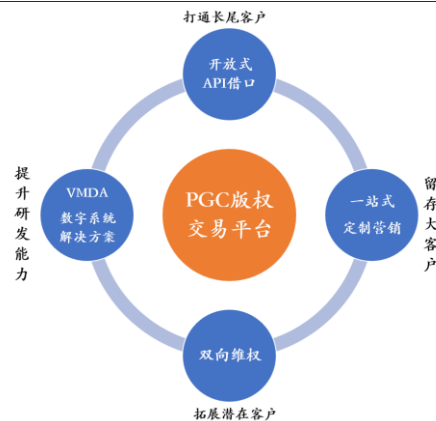 打通长尾客户
开放式
API借口
提升研发能力
VMDA
数字系统
解决方案
PGC版权
交易平台
一站式
定制营销
留存大客户
双向维权
拓展潜在客户